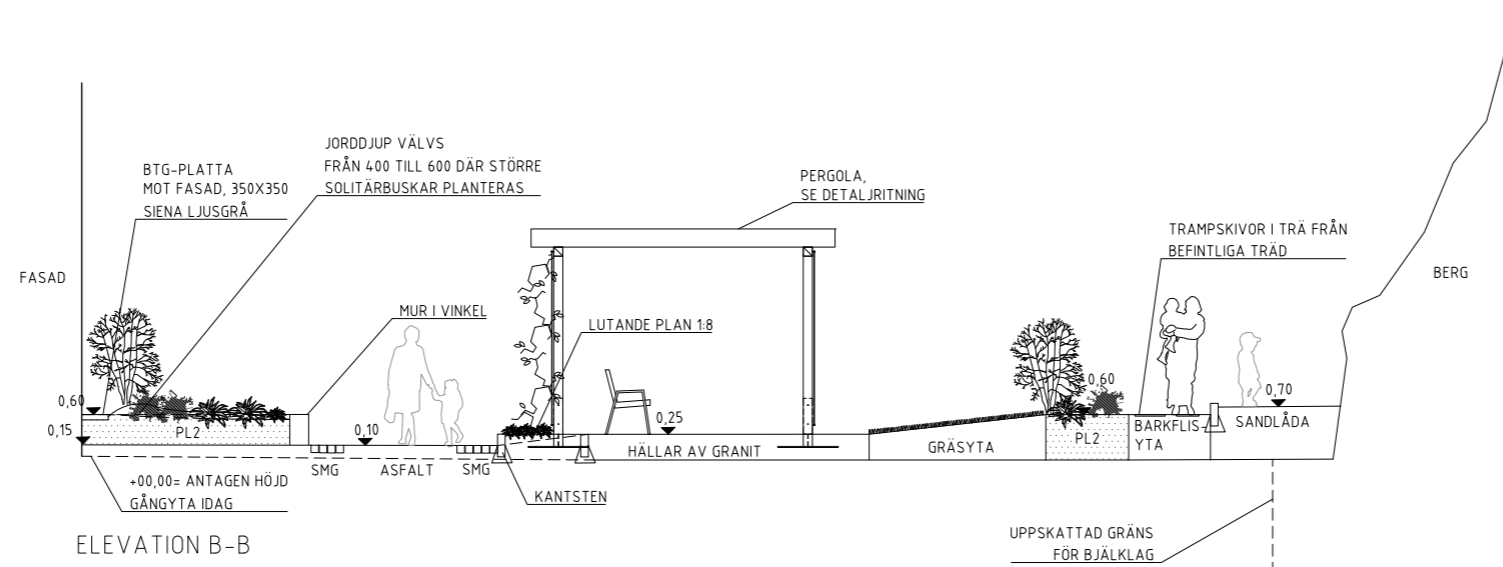 JORDDJUP VÄLVS
FRÅN 400 TILL 600 DÄR STÖRRE
SOLITÄRBUSKAR PLANTERAS
BTG-PLATTA
MOT FASAD, 350X350
SIENA LJUSGRÅ
PERGOLA,
SE DETALJRITNING
TRAMPSKIVOR I TRÄ FRÅN
BEFINTLIGA TRÄD
FASAD
BERG
MUR I VINKEL
LUTANDE PLAN 1:8
0,60
0,15
PL2
0,10
SMG
ASFALT
SMG
0,25
HÄLLAR AV GRANIT
GRÄSYTA
0,60
PL2
BARKFLIS-
YTA
0,70
SANDLÅDA
+00,00= ANTAGEN HÖJD
GÅNGYTA IDAG
KANTSTEN
UPPSKATTAD GRÄNS
FÖR BJÄLKLAG
ELEVATION B-B